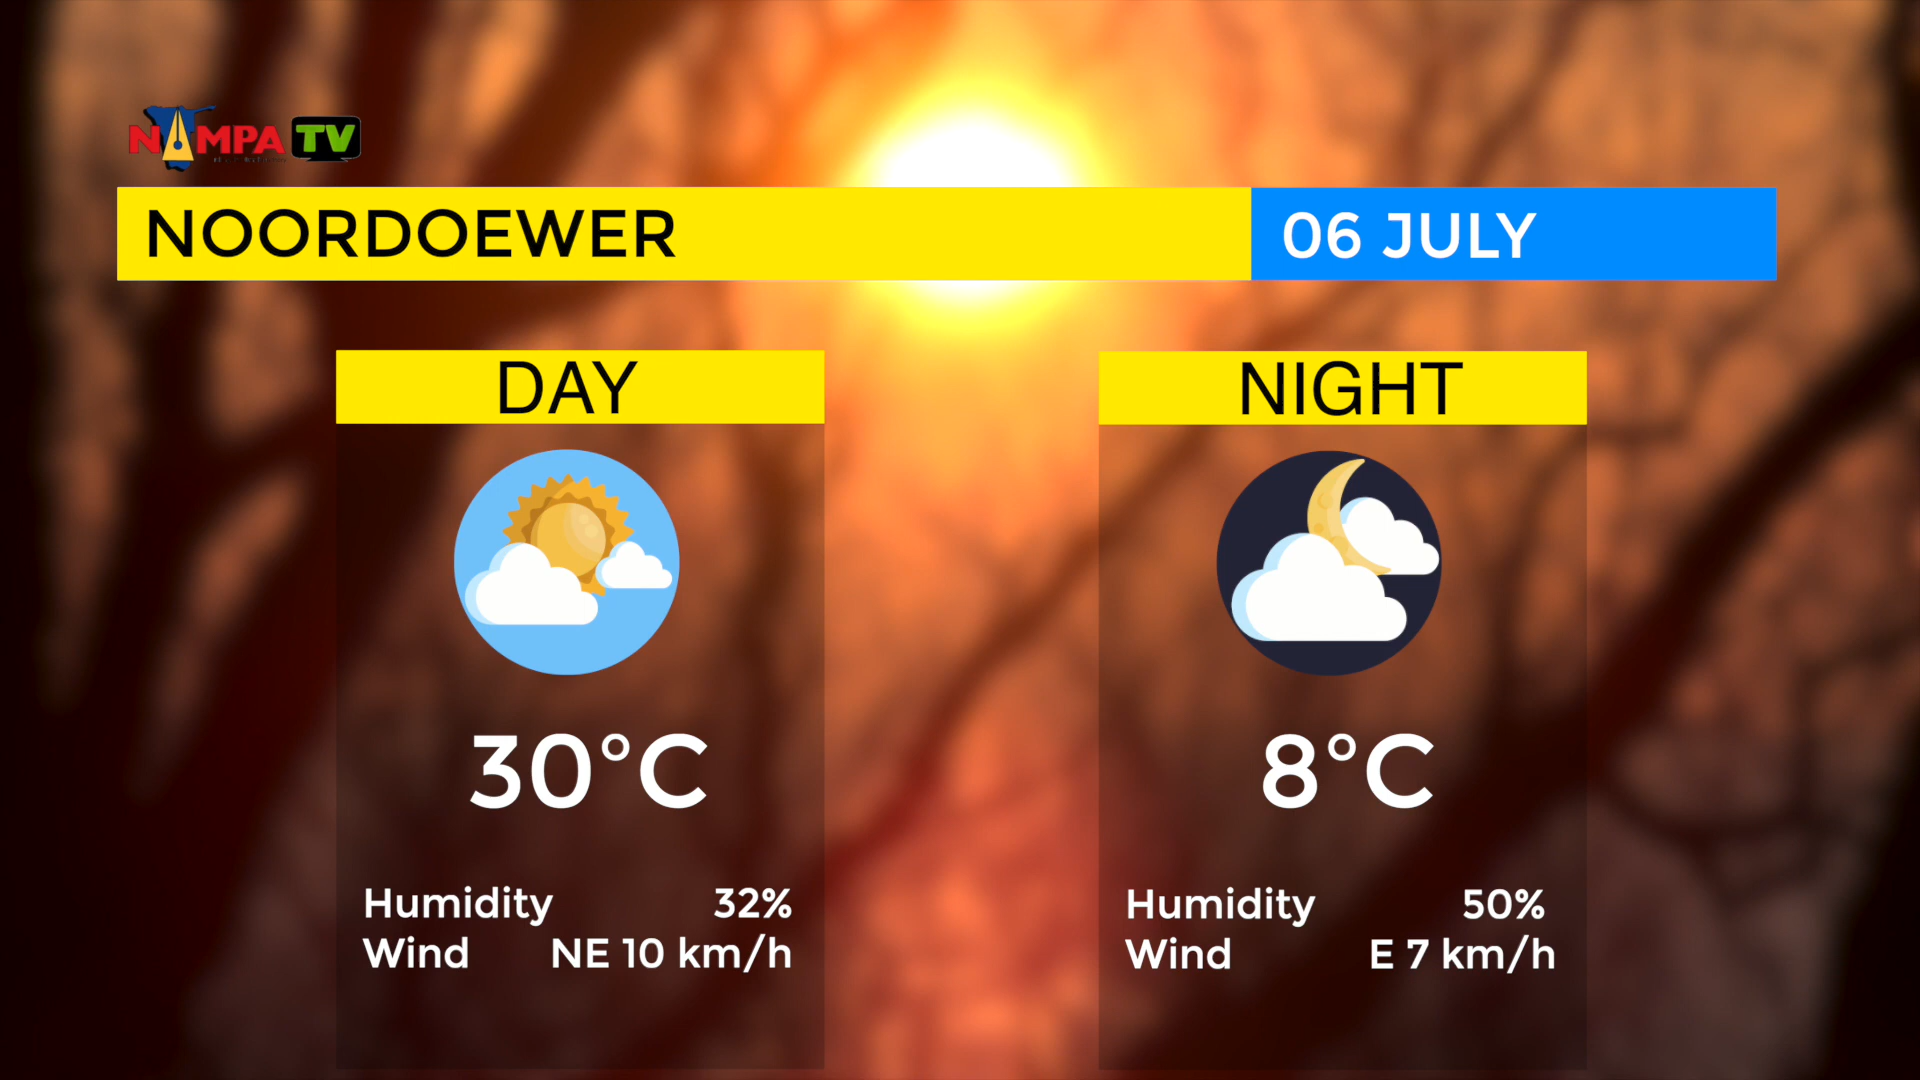 NAMPA TV
NOORDOEWER
06 JULY
DAY
NIGHT
30°C
8°C
Humidity 32%
Wind NE 10 km/h
Humidity 50%
Wind E 7 km/h